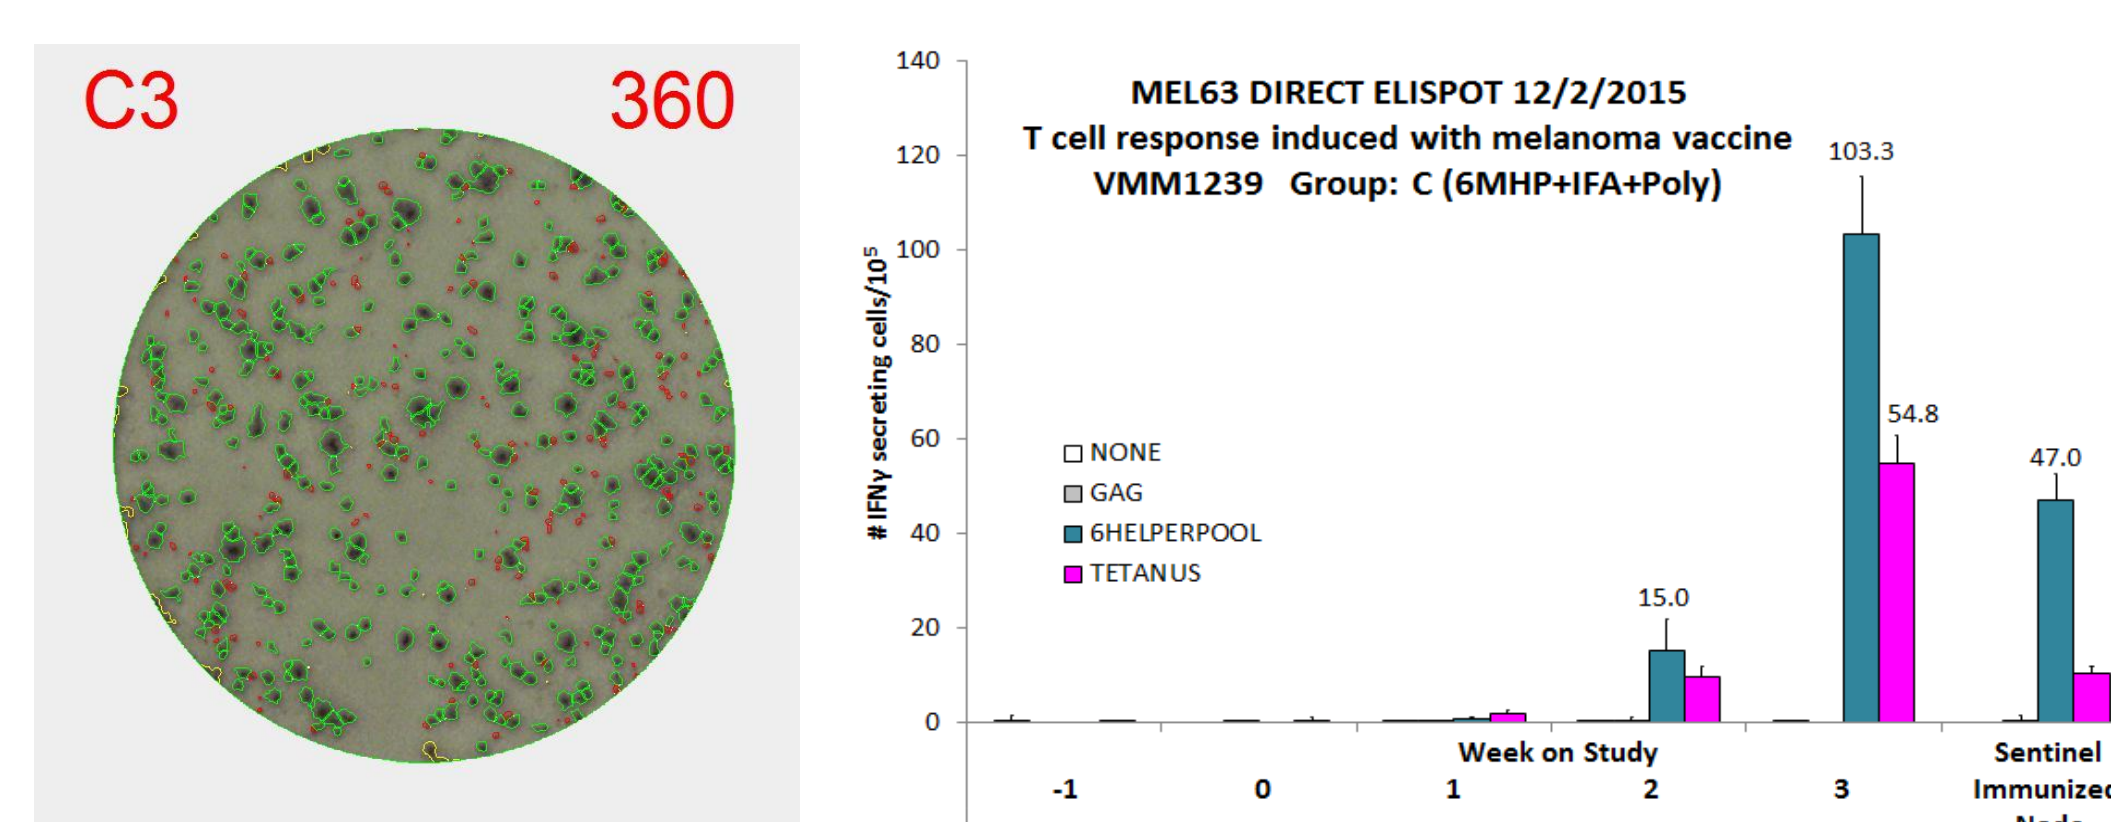 C3 360
140
120
100
80
60
40
20
0
# IFNγ secreting cells/10⁵
MEL63 DIRECT ELISPOT 12/2/2015
T cell response induced with melanoma vaccine
VMM1239 Group: C (6MHP+IFA+Poly)
NONE
GAG
6HELPERPOOL
TETANUS
15.0
103.3
54.8
47.0
Week on Study
-1 0 1 2 3
Sentinel
Immunized